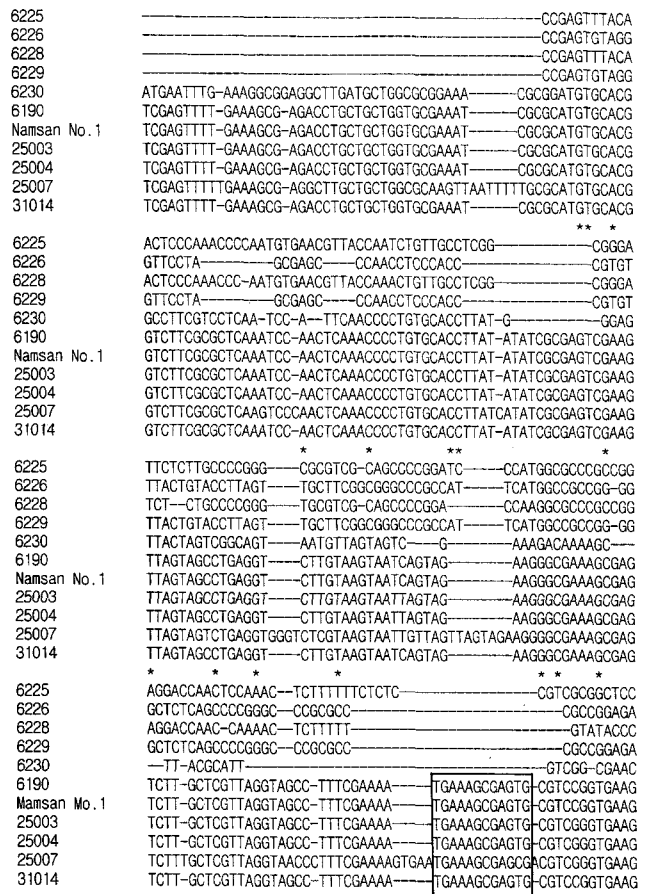 6225 ------------------------------------------------CCGAGTTTACA
6226 ------------------------------------------------CCGAGTGTAGG
6228 ------------------------------------------------CCGAGTTTACA
6229 ------------------------------------------------CCGAGTGTAGG
6230 ATGAATTTG-AAAGGCGGAGGCTTGATGCTGGCGCGGAAA------CGCGGATGTGCACG
6190 TCGAGTTTT-GAAAGCG-AGACCTGCTGCTGGTGCGAAAT------CGCGCATGTGCACG
Namsan No.1 TCGAGTTTT-GAAAGCG-AGACCTGCTGCTGGTGCGAAAT------CGCGCATGTGCACG
25003 TCGAGTTTT-GAAAGCG-AGACCTGCTGCTGGTGCGAAAT------CGCGCATGTGCACG
25004 TCGAGTTTT-GAAAGCG-AGACCTGCTGCTGGTGCGAAAT------CGCGCATGTGCACG
25007 TCGAGTTTTTGAAAGCG-AGGCTTGCTGCTGGCGCAAGTTAATTTTTGCGCATGTGCACG
31014 TCGAGTTTT-GAAAGCG-AGACCTGCTGCTGGTGCGAAAT------CGCGCATGTGCACG
** *
6225 ACTCCCAAACCCCAATGTGAACGTTACCAATCTGTTGCCTCGG------------CGGGA
6226 GTTCCTA--------GCGAGC----CCAACCTCCCACC-----------------CGTGT
6228 ACTCCCAAACCC-AATGTGAACGTTACCAAACTGTTGCCTCGG------------CGGGA
6229 GTTCCTA--------GCGAGC----CCAACCTCCCACC-----------------CGTGT
6230 GCCTTCGTCCTCAA-TCC-A--TTCAACCCCTGTGCACCTTAT-G-----------GGAG
6190 GTCTTCGCGCTCAAATCC-AACTCAAACCCCTGTGCACCTTAT-ATATCGCGAGTCGAAG
Namsan No.1 GTCTTCGCGCTCAAATCC-AACTCAAACCCCTGTGCACCTTAT-ATATCGCGAGTCGAAG
25003 GTCTTCGCGCTCAAATCC-AACTCAAACCCCTGTGCACCTTAT-ATATCGCGAGTCGAAG
25004 GTCTTCGCGCTCAAATCC-AACTCAAACCCCTGTGCACCTTAT-ATATCGCGAGTCGAAG
25007 GTCTTCGCGCTCAAGTCCCAACTCAAACCCCTGTGCACCTTATCATATCGCGAGTCGAAG
31014 GTCTTCGCGCTCAAATCC-AACTCAAACCCCTGTGCACCTTAT-ATATCGCGAGTCGAAG
* * ** *
6225 TTCTCTTGCCCCGGG----CGCGTCG-CAGCCCCGGATC------CCATGGCGCCCGCCGG
6226 TTACTGTACCTTAGT----TGCTTCGGCGGGCCCGCCAT------TCATGGCCGCCGG-GG
6228 TCT--CTGCCCCGGG----TGCGTCG-CAGCCCCGGA--------CCAAGGCGCCCGCCGG
6229 TTACTGTACCTTAGT----TGCTTCGGCGGGCCCGCCAT------TCATGGCCGCCGG-GG
6230 TTACTAGTCGGCAGT----AATGTTAGTAGTC---G---------AAAGACAAAAGC---
6190 TTAGTAGCCTGAGGT----CTTGTAAGTAATCAGTAG--------AAGGGCGAAAGCGAG
Namsan No.1 TTAGTAGCCTGAGGT----CTTGTAAGTAATCAGTAG--------AAGGGCGAAAGCGAG
25003 TTAGTAGCCTGAGGT----CTTGTAAGTAATTAGTAG--------AAGGGCGAAAGCGAG
25004 TTAGTAGCCTGAGGT----CTTGTAAGTAATTAGTAG--------AAGGGCGAAAGCGAG
25007 TTAGTAGTCTGAGGTGGGTCTCGTAAGTAATTGTTAGTTAGTAGAAGGGGCGAAAGCGAG
31014 TTAGTAGCCTGAGGT----CTTGTAAGTAATCAGTAG--------AAGGGCGAAAGCGAG
* * * * * * *
6225 AGGACCAACTCCAAAC--TCTTTTTTCTCTC-----------------CGTCGCGGCTCC
6226 GCTCTCAGCCCCGGGC--CCGCGCC-----------------------CGCCGGAGA
6228 AGGACCAAC-CAAAAC--TCTTTTT-----------------------GTATACCC
6229 GCTCTCAGCCCCGGGC--CCGCGCC-----------------------CGCCGGAGA
6230 ---TT-ACGCATT-----------------------------------GTCGG-CGAAC
6190 TCTT-GCTCGTTAGGTAGCC-TTTCGAAAA-----TGAAAGCGAGTG-CGTCCGGTGAAG
Mamsan Mo.1 TCTT-GCTCGTTAGGTAGCC-TTTCGAAAA-----TGAAAGCGAGTG-CGTCCGGTGAAG
25003 TCTT-GCTCGTTAGGTAGCC-TTTCGAAAA-----TGAAAGCGAGTG-CGTCGGGTGAAG
25004 TCTT-GCTCGTTAGGTAGCC-TTTCGAAAA-----TGAAAGCGAGTG-CGTCGGGTGAAG
25007 TCTTTGCTCGTTAGGTAACCCTTTCGAAAAGTGAATGAAAGCGAGCGACGTCGGGTGAAG
31014 TCTT-GCTCGTTAGGTAGCC-TTTCGAAAA-----TGAAAGCGAGTG-CGTCCGGTGAAG